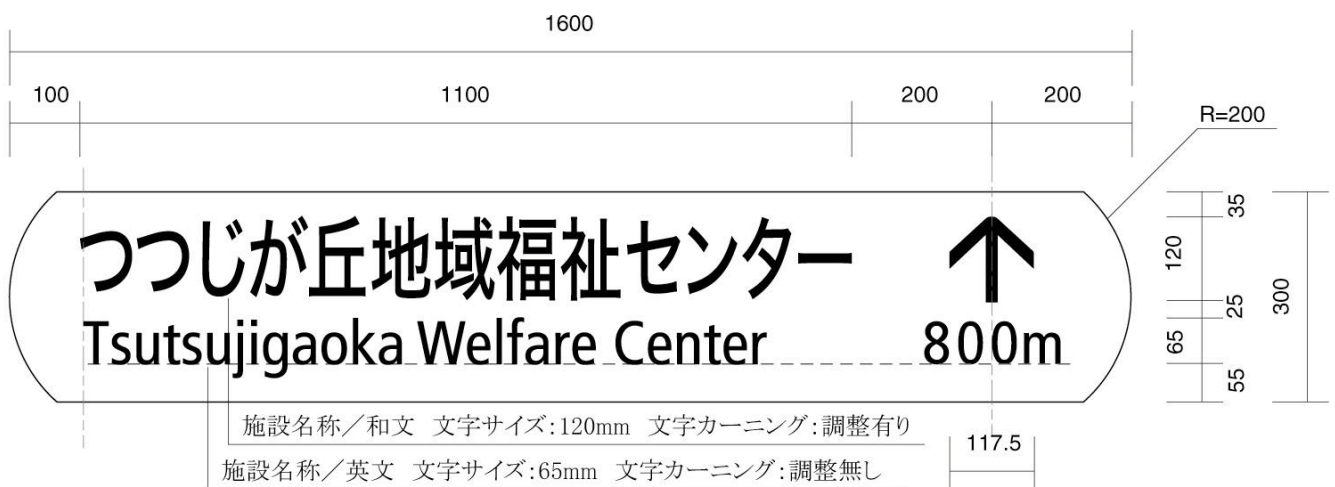 1600
100
1100
200
200
R=200
つつじが丘地域福祉センター
Tsutsujigaoka Welfare Center
800m
35
120
25
65
55
300
施設名称／和文 文字サイズ：120mm 文字カーニング：調整有り
施設名称／英文 文字サイズ：65mm 文字カーニング：調整無し
117.5